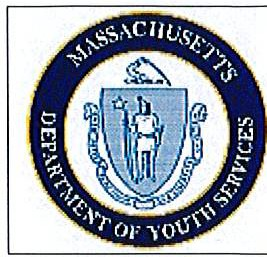 MASSACHUSETTS
DEPARTMENT OF YOUTH SERVICES